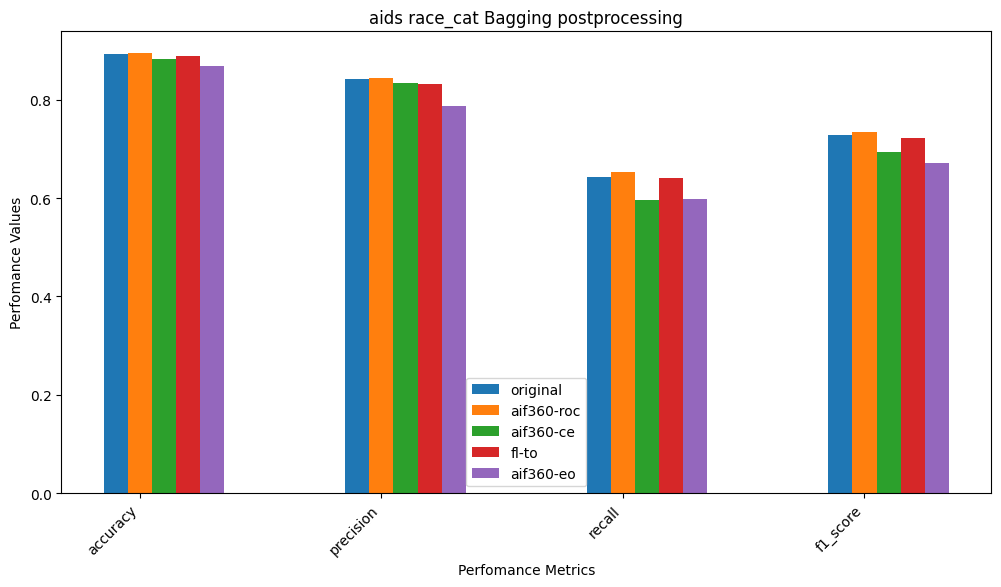 aids race_cat Bagging postprocessing
Perfomance Values
0.8
0.6
0.4
0.2
0.0
original
aif360-roc
aif360-ce
fl-to
aif360-eo
accuracy
precision
recall
f1_score
Perfomance Metrics